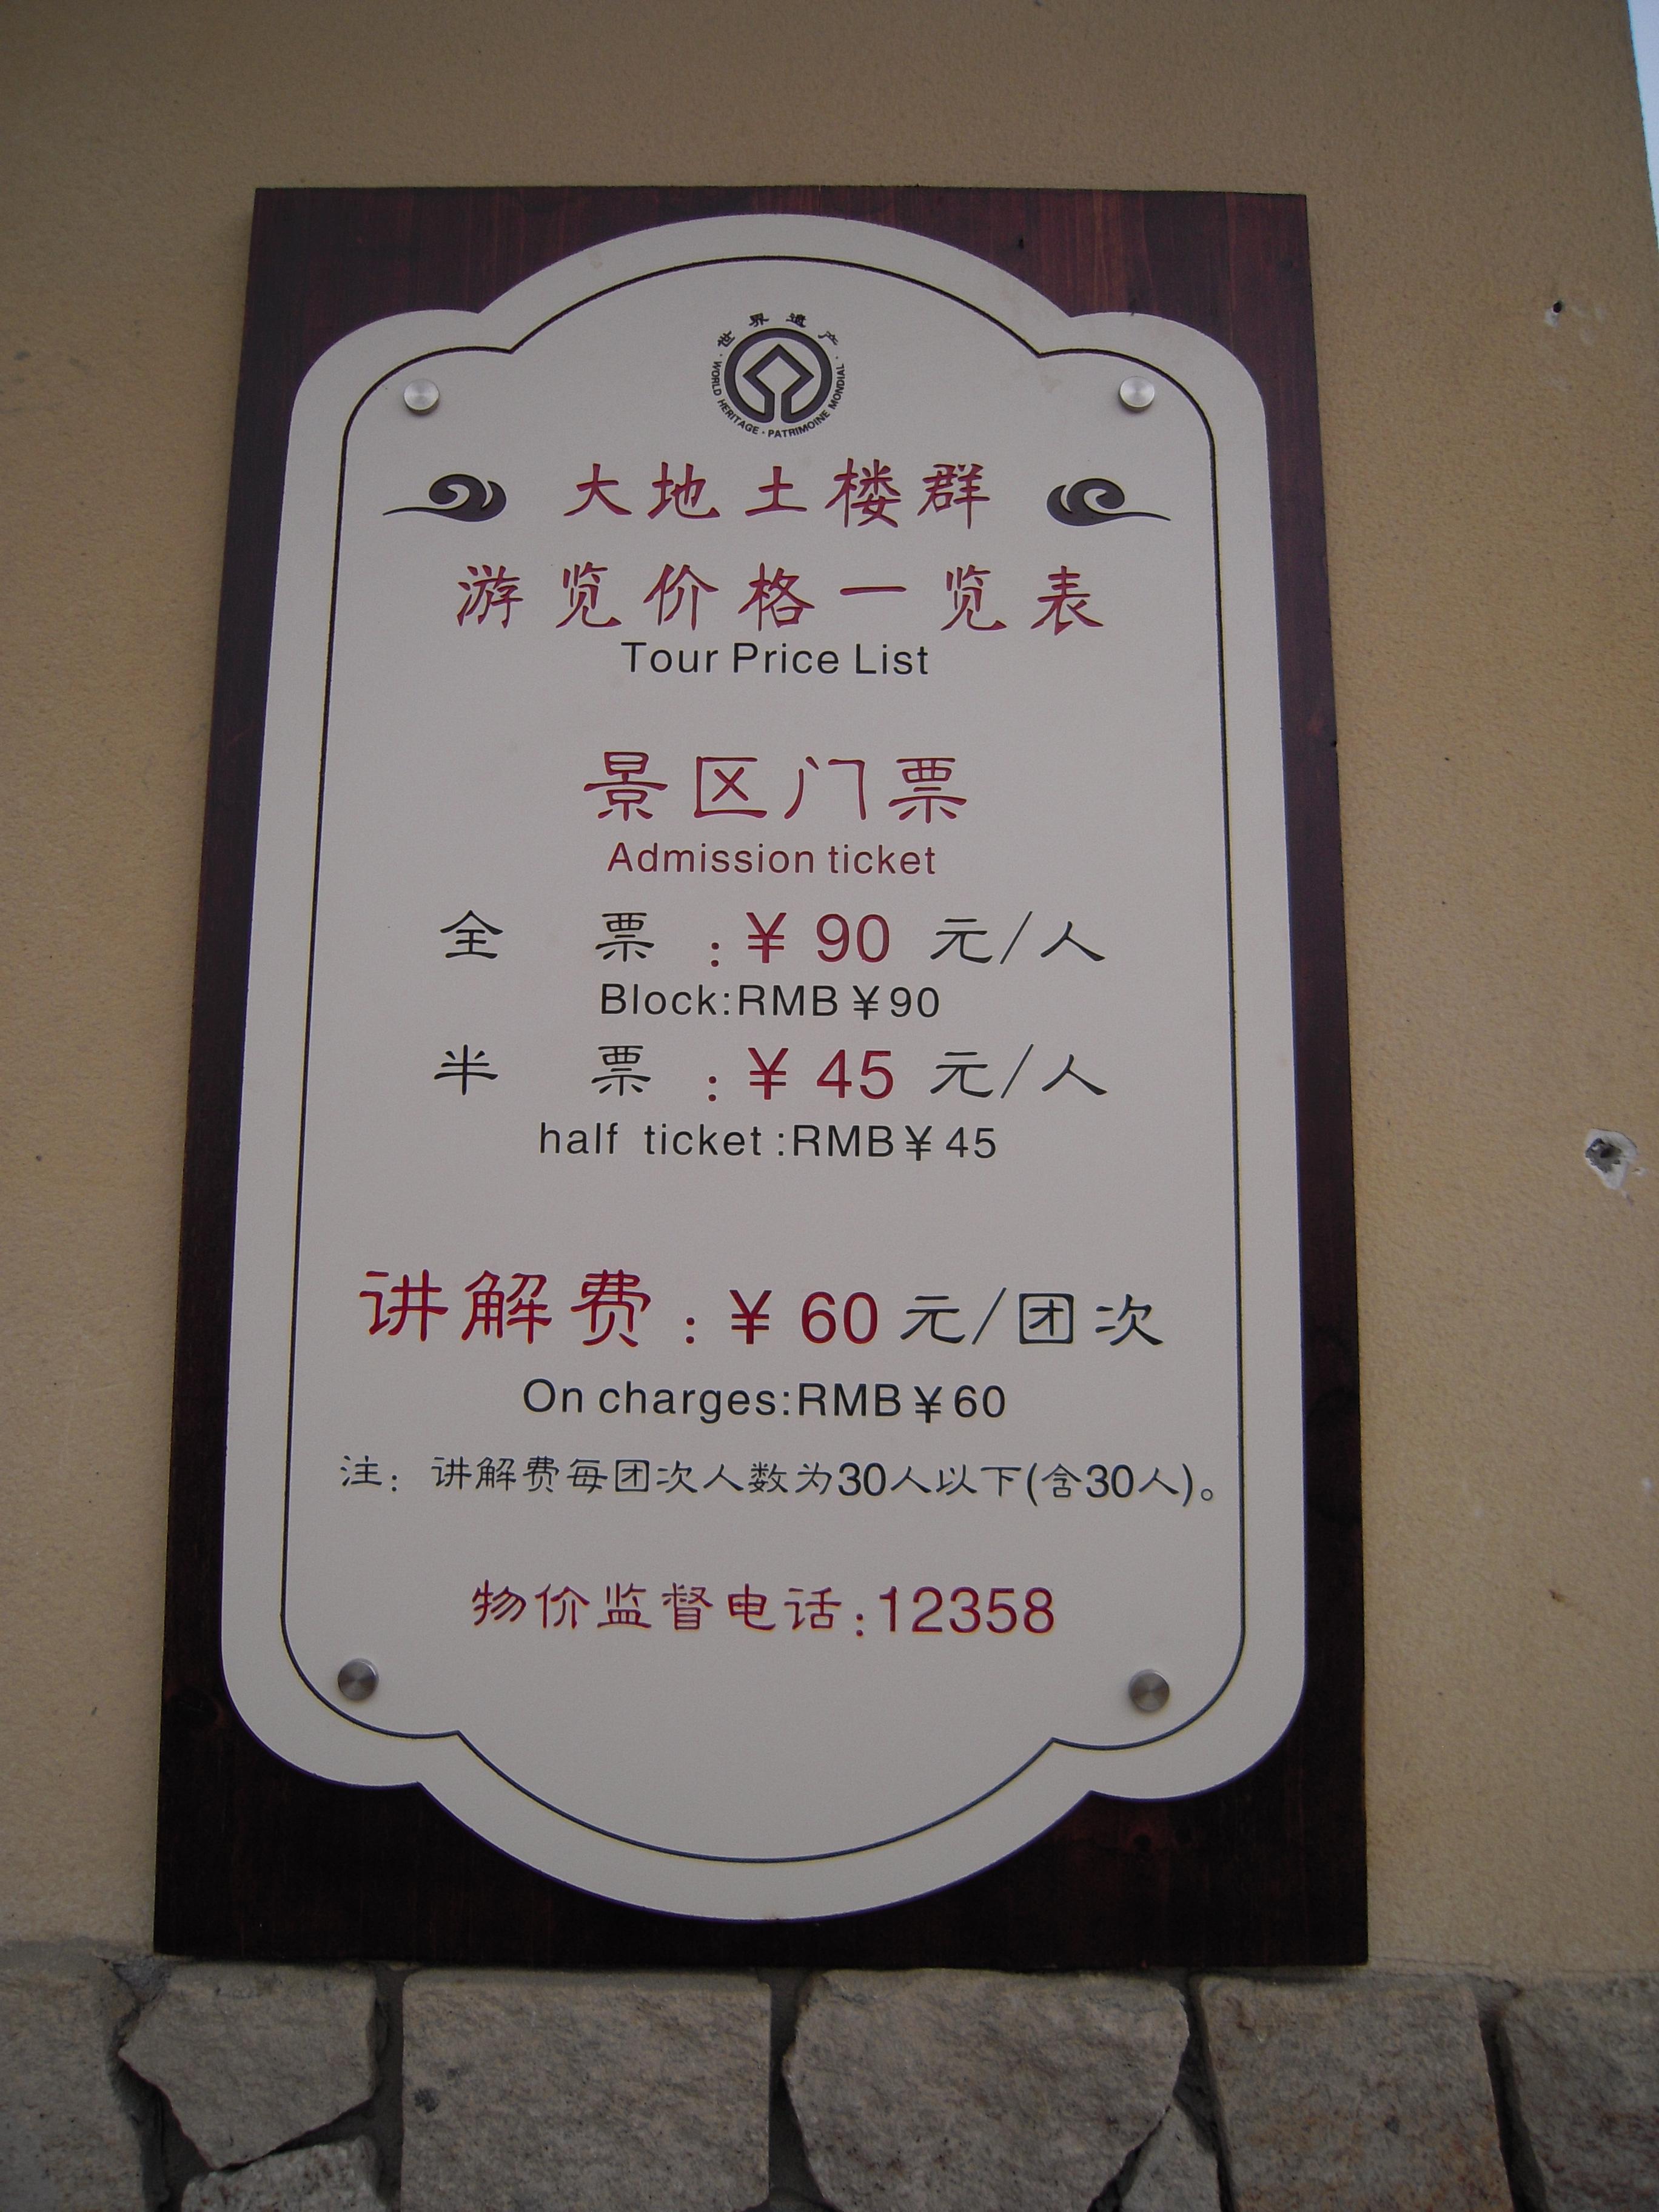 世界遗产
WORLD HERITAGE · PATRIMOINE MONDIAL
大地土楼群
游览价格一览表
Tour Price List
景区门票
Admission ticket
全 票 : ¥ 90 元/人
Block:RMB ¥90
半 票 : ¥ 45 元/人
half ticket :RMB¥ 45
讲解费 : ¥ 60 元/团次
On charges:RMB ¥60
注: 讲解费每团次人数为30人以下(含30人)。
物价监督电话:12358